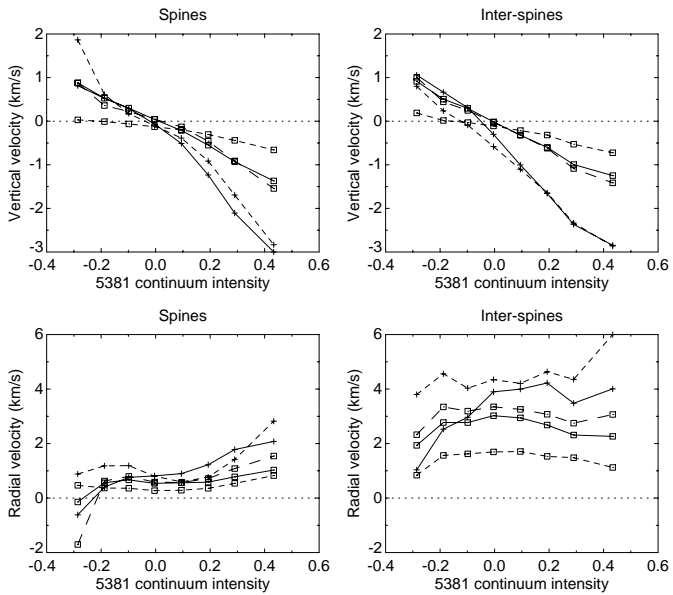 Spines
Vertical velocity (km/s)
2
1
0
-1
-2
-3
-0.4 -0.2 0.0 0.2 0.4 0.6
5381 continuum intensity
Inter-spines
Vertical velocity (km/s)
2
1
0
-1
-2
-3
-0.4 -0.2 0.0 0.2 0.4 0.6
5381 continuum intensity
Spines
Radial velocity (km/s)
6
4
2
0
-2
-0.4 -0.2 0.0 0.2 0.4 0.6
5381 continuum intensity
Inter-spines
Radial velocity (km/s)
6
4
2
0
-2
-0.4 -0.2 0.0 0.2 0.4 0.6
5381 continuum intensity